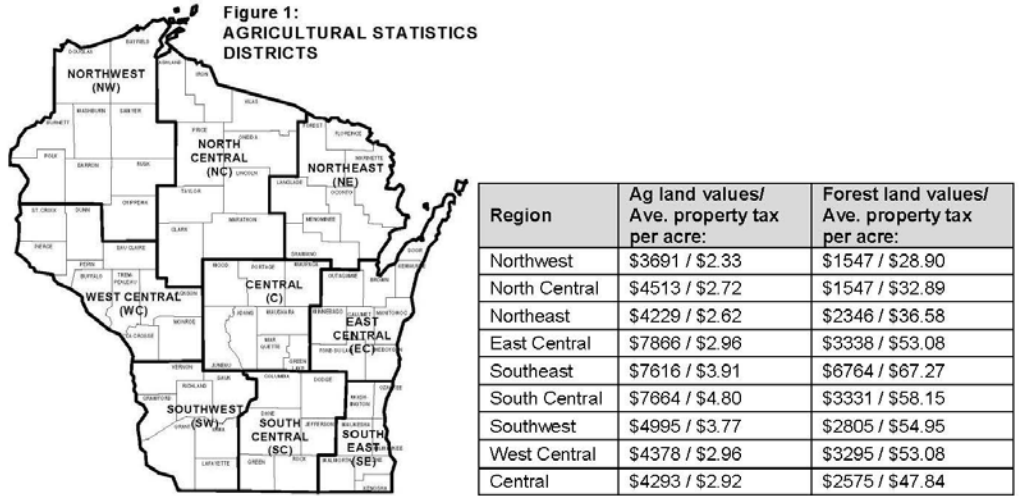 Figure 1:
AGRICULTURAL STATISTICS
DISTRICTS
BAYFIELD
DOUGLAS
NORTHWEST
(NW)
ASHLAND
IRON
VILAS
WASHBURN
SAWYER
BURNETT
PRICE
ONEIDA
FOREST
FLORENCE
NORTH
CENTRAL
(NC)
MARINETTE
POLK
BARRON
RUSK
NORTHEAST
(NE)
LINCOLN
LANGLADE
OCONTO
TAYLOR
CHIPPEWA
ST. CROIX
DUNN
MARATHON
MENOMINEE
CLARK
PIERCE
EAU CLAIRE
SHAWANO
DOOR
PEPIN
WOOD
PORTAGE
WAUPACA
KEWAUNEE
BUFFALO
TREM-
PEALEAU
OUTAGAMIE
BROWN
CENTRAL
(C)
WEST CENTRAL
(WC)
JACKSON
ADAMS
WAUSHARA
WINNEBAGO
CALUMET
MANITOWOC
EAST
CENTRAL
(EC)
MONROE
LA CROSSE
MAR
QUETTE
FOND DU LAC
SHEBOYGAN
GREEN
LAKE
VERNON
JUNEAU
SAUK
COLUMBIA
DODGE
RICHLAND
WASH-
INGTON
CRAWFORD
SOUTHWEST
(SW)
DANE
GRANT
IOWA
JEFFERSON
WAUKESHA
SOUTH
CENTRAL
(SC)
SOUTH
EAST
(SE)
LAFAYETTE
GREEN
ROCK
WALWORTH
KENOSHA
Region
Ag land values/
Ave. property tax
per acre:
Forest land values/
Ave. property tax
per acre:
Northwest $3691 / $2.33 $1547 / $28.90
North Central $4513 / $2.72 $1547 / $32.89
Northeast $4229 / $2.62 $2346 / $36.58
East Central $7866 / $2.96 $3338 / $53.08
Southeast $7616 / $3.91 $6764 / $67.27
South Central $7664 / $4.80 $3331 / $58.15
Southwest $4995 / $3.77 $2805 / $54.95
West Central $4378 / $2.96 $3295 / $53.08
Central $4293 / $2.92 $2575 / $47.84